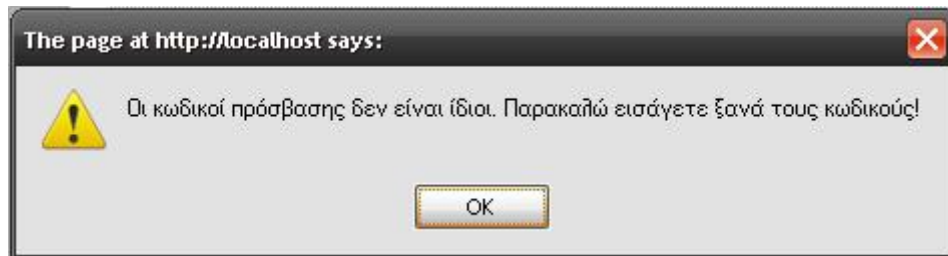 The page at http://localhost says:
Οι κωδικοί πρόσβασης δεν είναι ίδιοι. Παρακαλώ εισάγετε ξανά τους κωδικούς!
OK